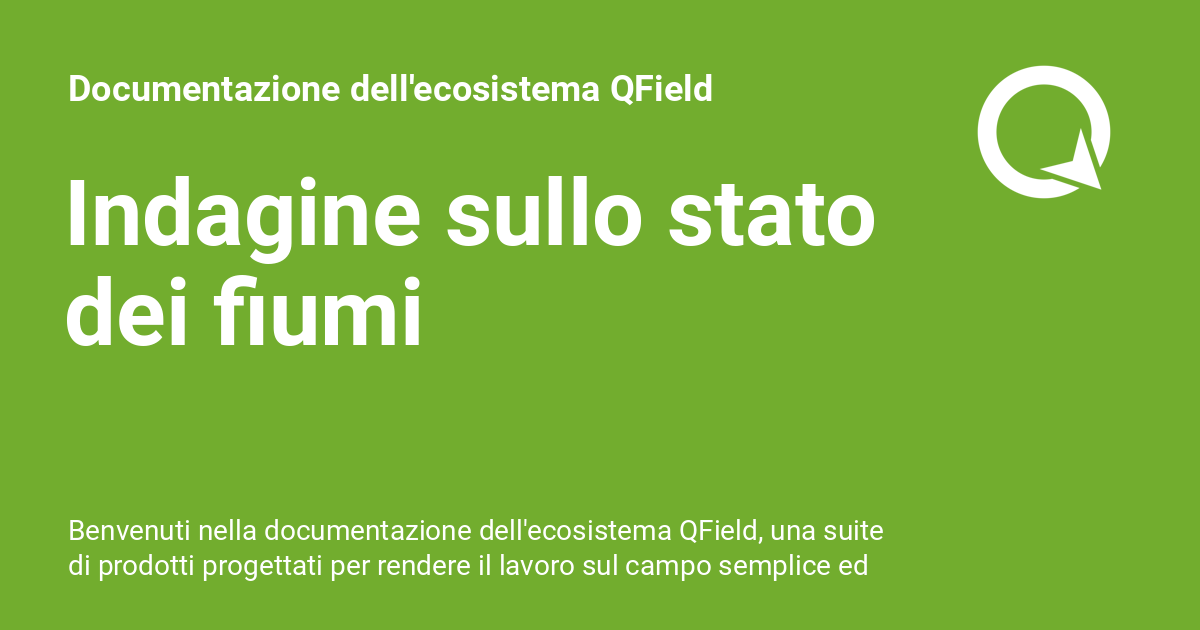 Documentazione dell'ecosistema QField
Indagine sullo stato
dei fiumi
Benvenuti nella documentazione dell'ecosistema QField, una suite
di prodotti progettati per rendere il lavoro sul campo semplice ed